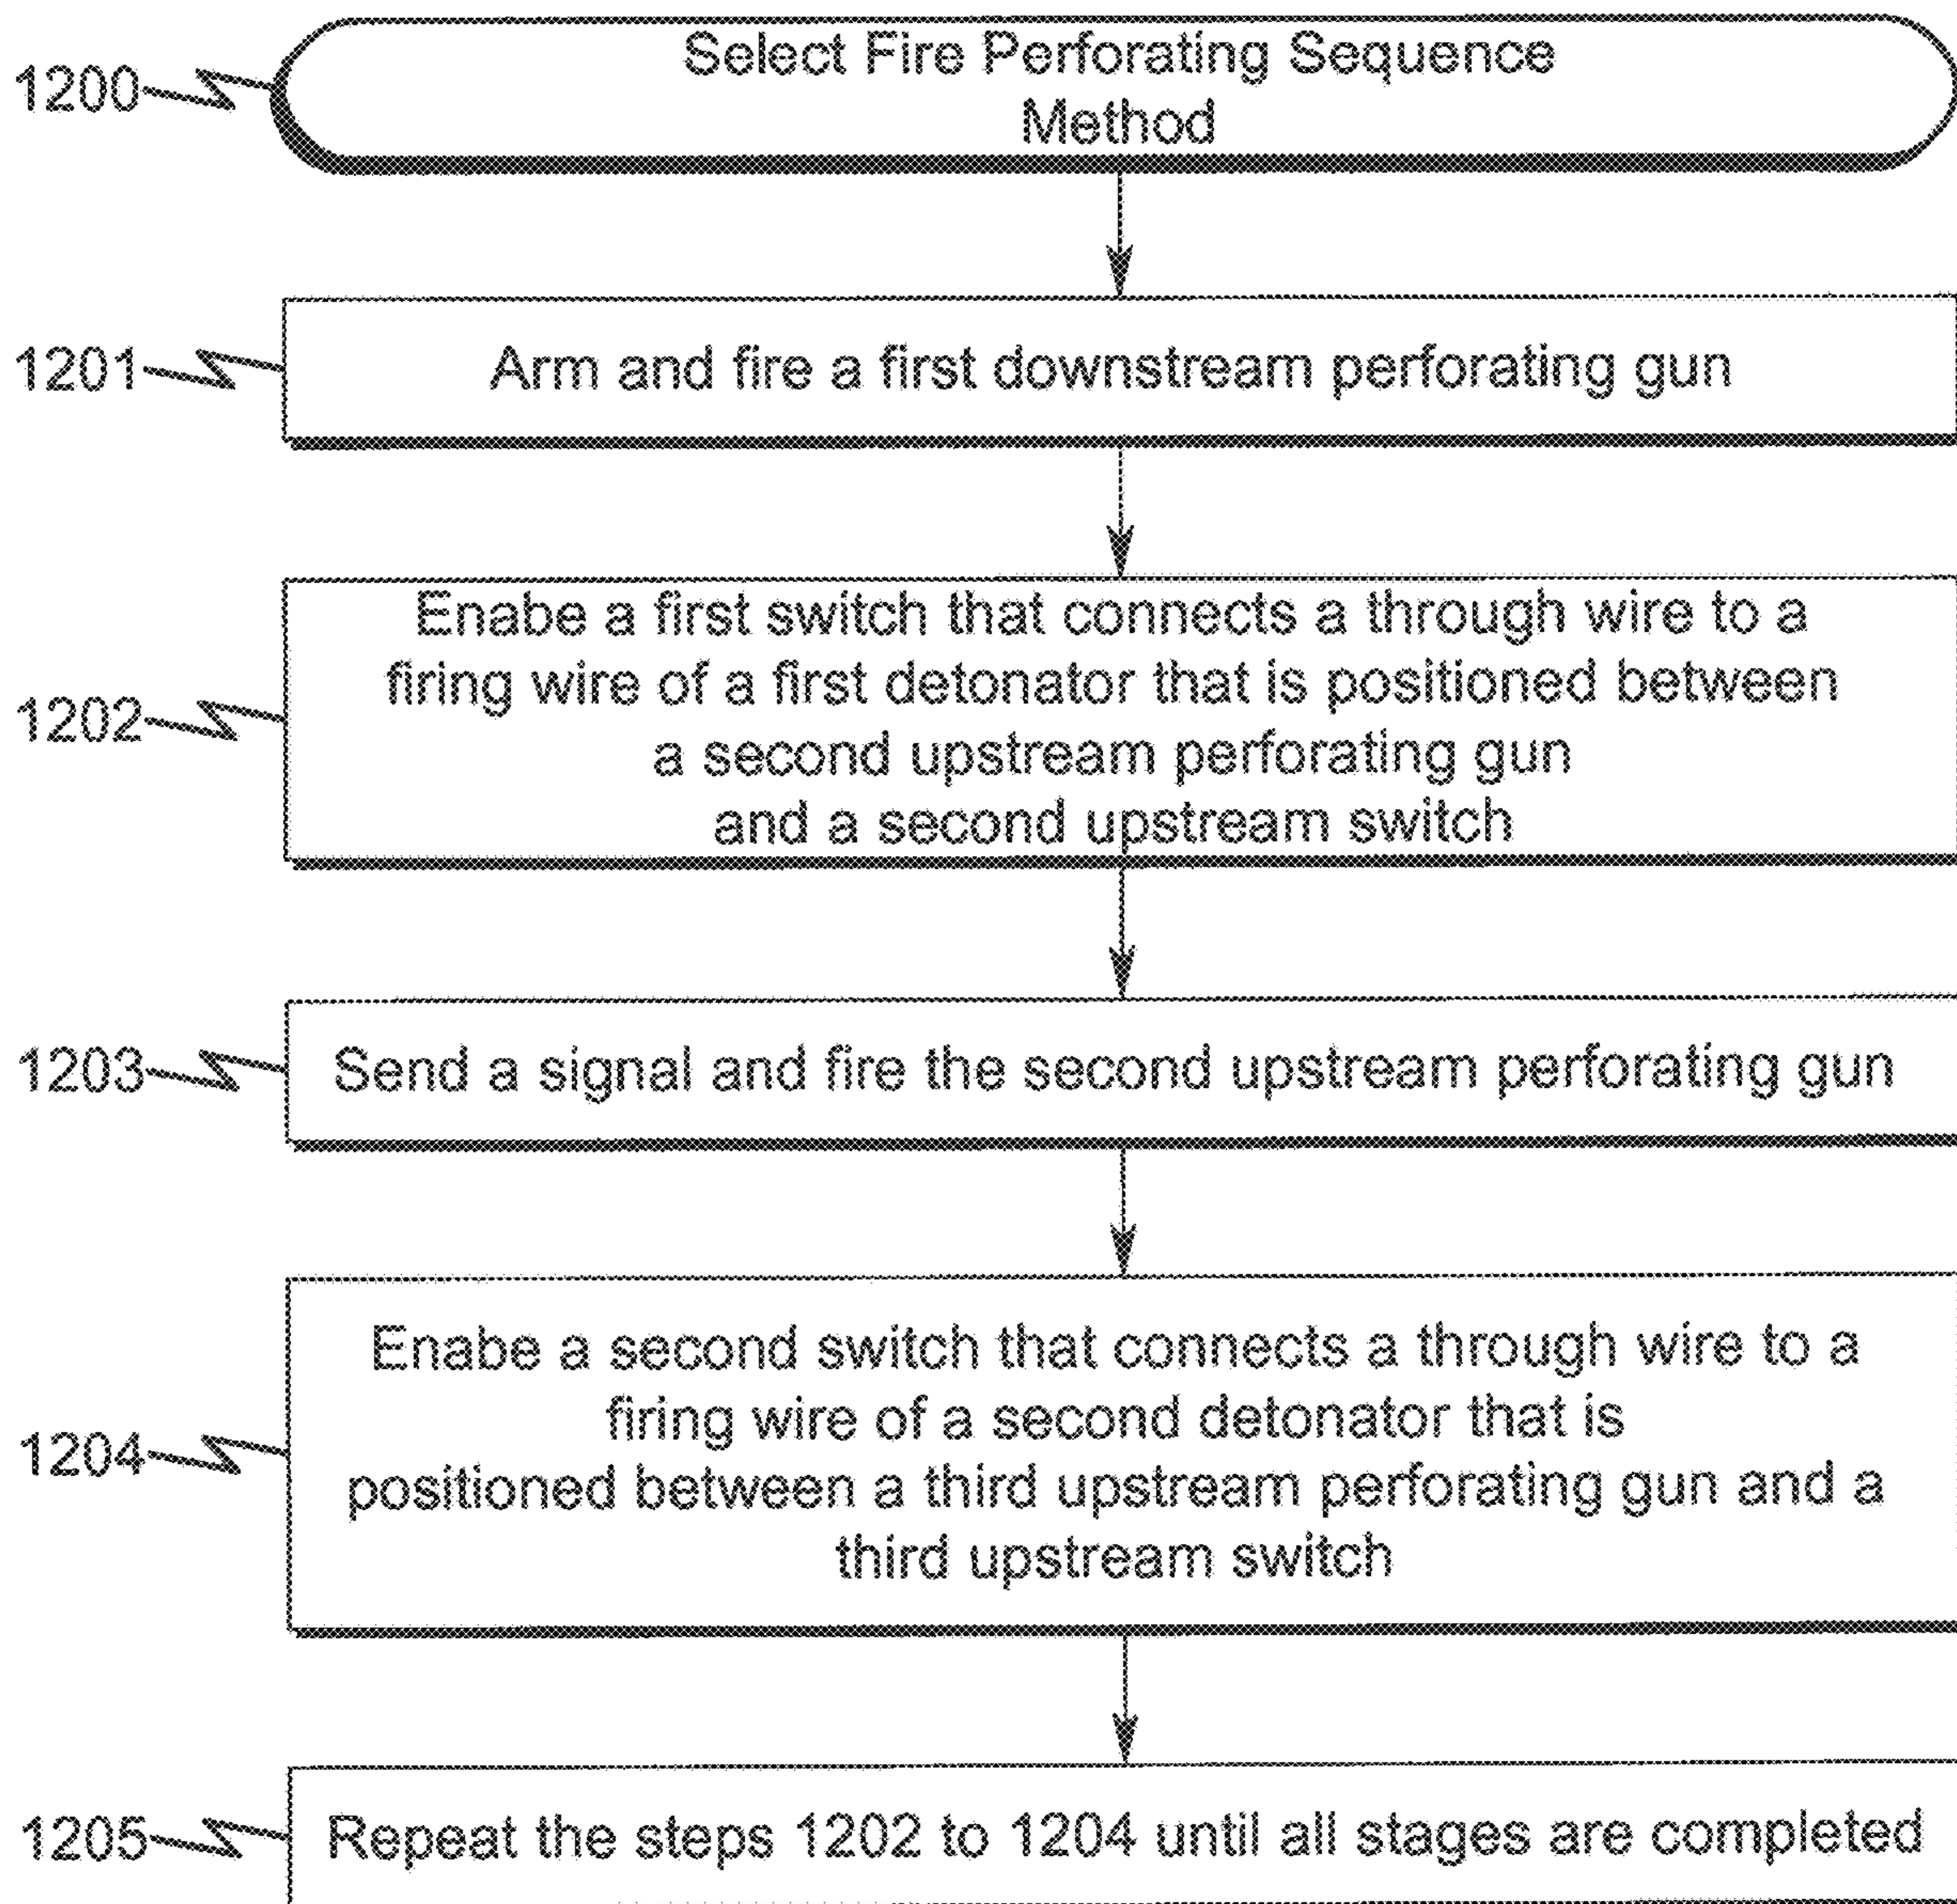 1200
Select Fire Perforating Sequence
Method
1201
Arm and fire a first downstream perforating gun
1202
Enabe a first switch that connects a through wire to a
firing wire of a first detonator that is positioned between
a second upstream perforating gun
and a second upstream switch
1203
Send a signal and fire the second upstream perforating gun
1204
Enabe a second switch that connects a through wire to a
firing wire of a second detonator that is
positioned between a third upstream perforating gun and a
third upstream switch
1205
Repeat the steps 1202 to 1204 until all stages are completed